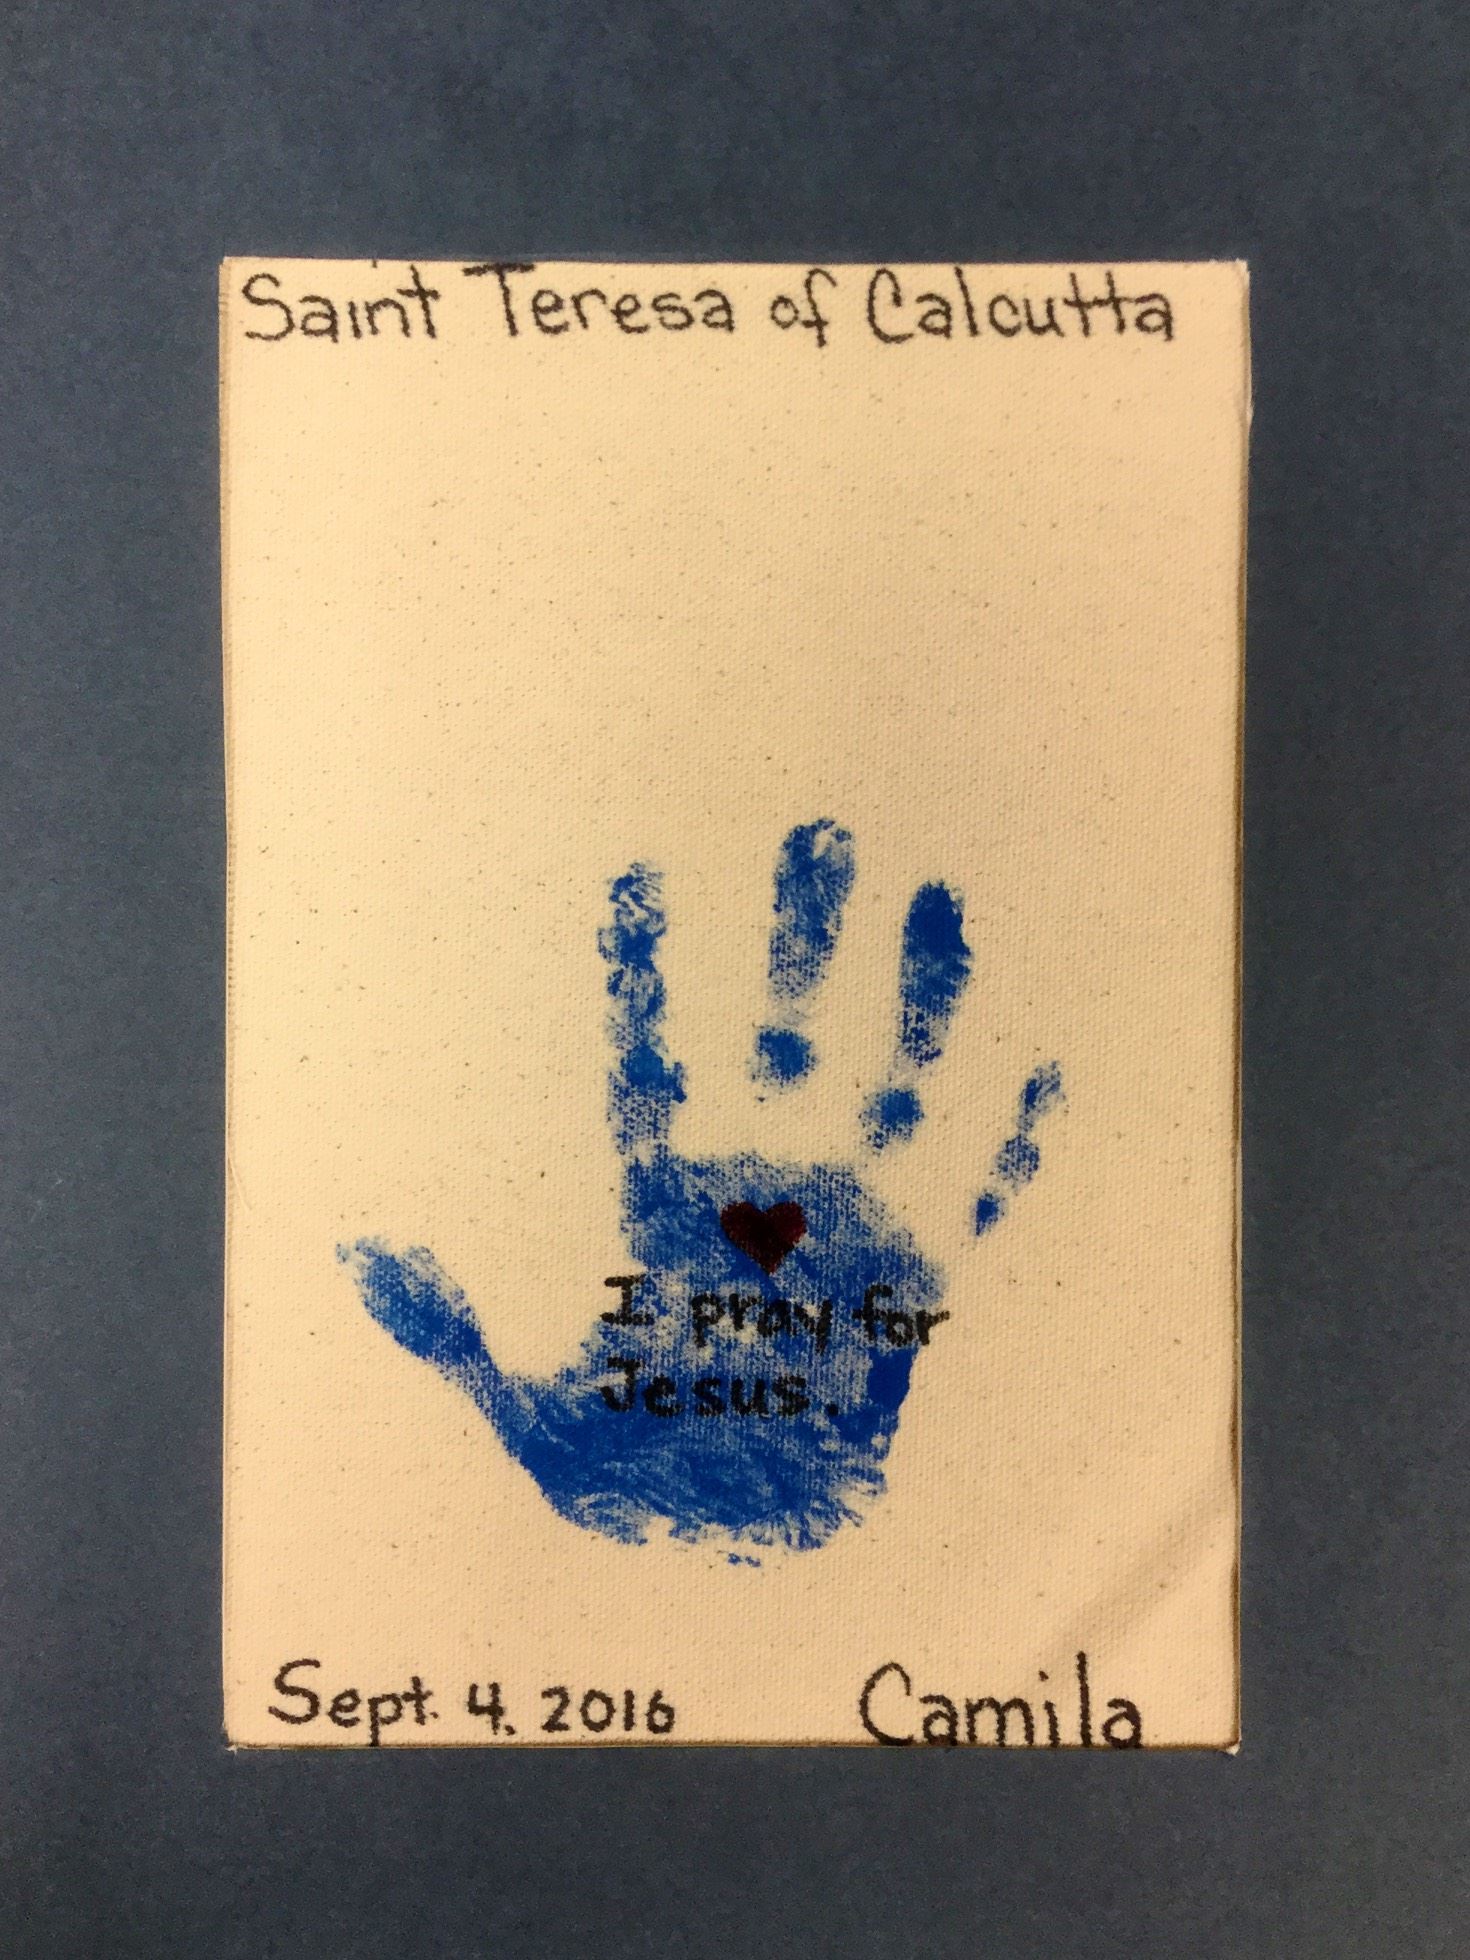 Saint Teresa of Calcutta
I pray for
Jesus.
Sept. 4, 2016
Camila